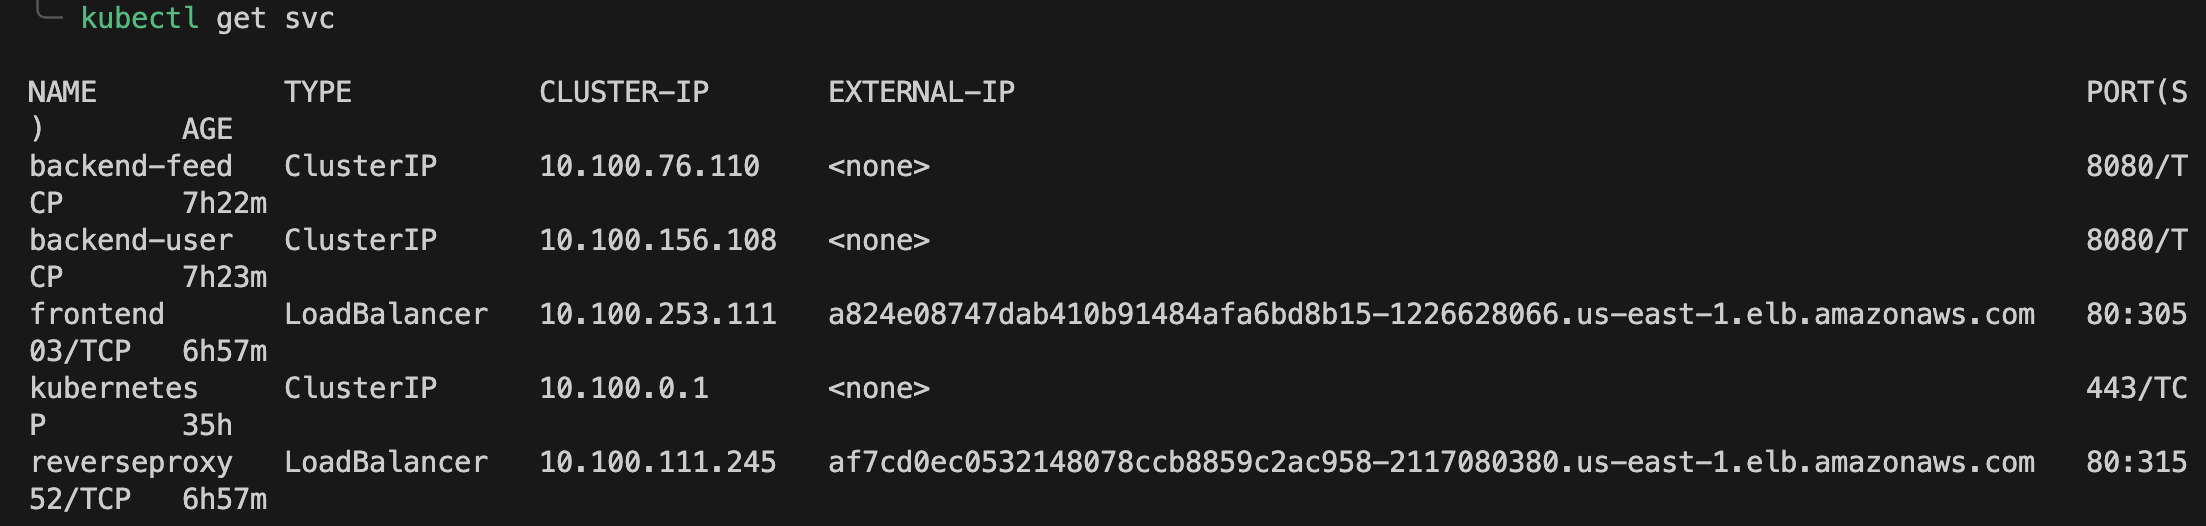 kubectl get svc
NAME TYPE CLUSTER-IP EXTERNAL-IP PORT(S
) AGE
backend-feed ClusterIP 10.100.76.110 <none> 8080/T
CP 7h22m
backend-user ClusterIP 10.100.156.108 <none> 8080/T
CP 7h23m
frontend LoadBalancer 10.100.253.111 a824e08747dab410b91484afa6bd8b15-1226628066.us-east-1.elb.amazonaws.com 80:305
03/TCP 6h57m
kubernetes ClusterIP 10.100.0.1 <none> 443/TC
P 35h
reverseproxy LoadBalancer 10.100.111.245 af7cd0ec0532148078ccb8859c2ac958-2117080380.us-east-1.elb.amazonaws.com 80:315
52/TCP 6h57m